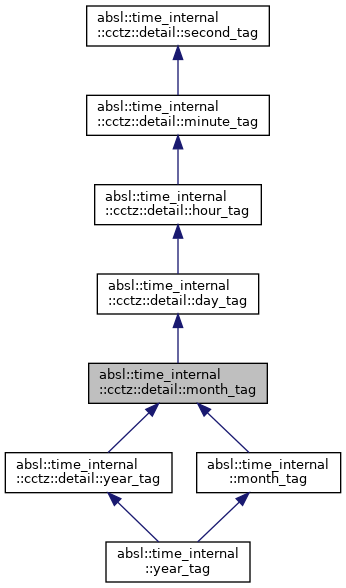 absl::time_internal
::cctz::detail::second_tag
absl::time_internal
::cctz::detail::minute_tag
absl::time_internal
::cctz::detail::hour_tag
absl::time_internal
::cctz::detail::day_tag
absl::time_internal
::cctz::detail::month_tag
absl::time_internal
::cctz::detail::year_tag
absl::time_internal
::month_tag
absl::time_internal
::year_tag